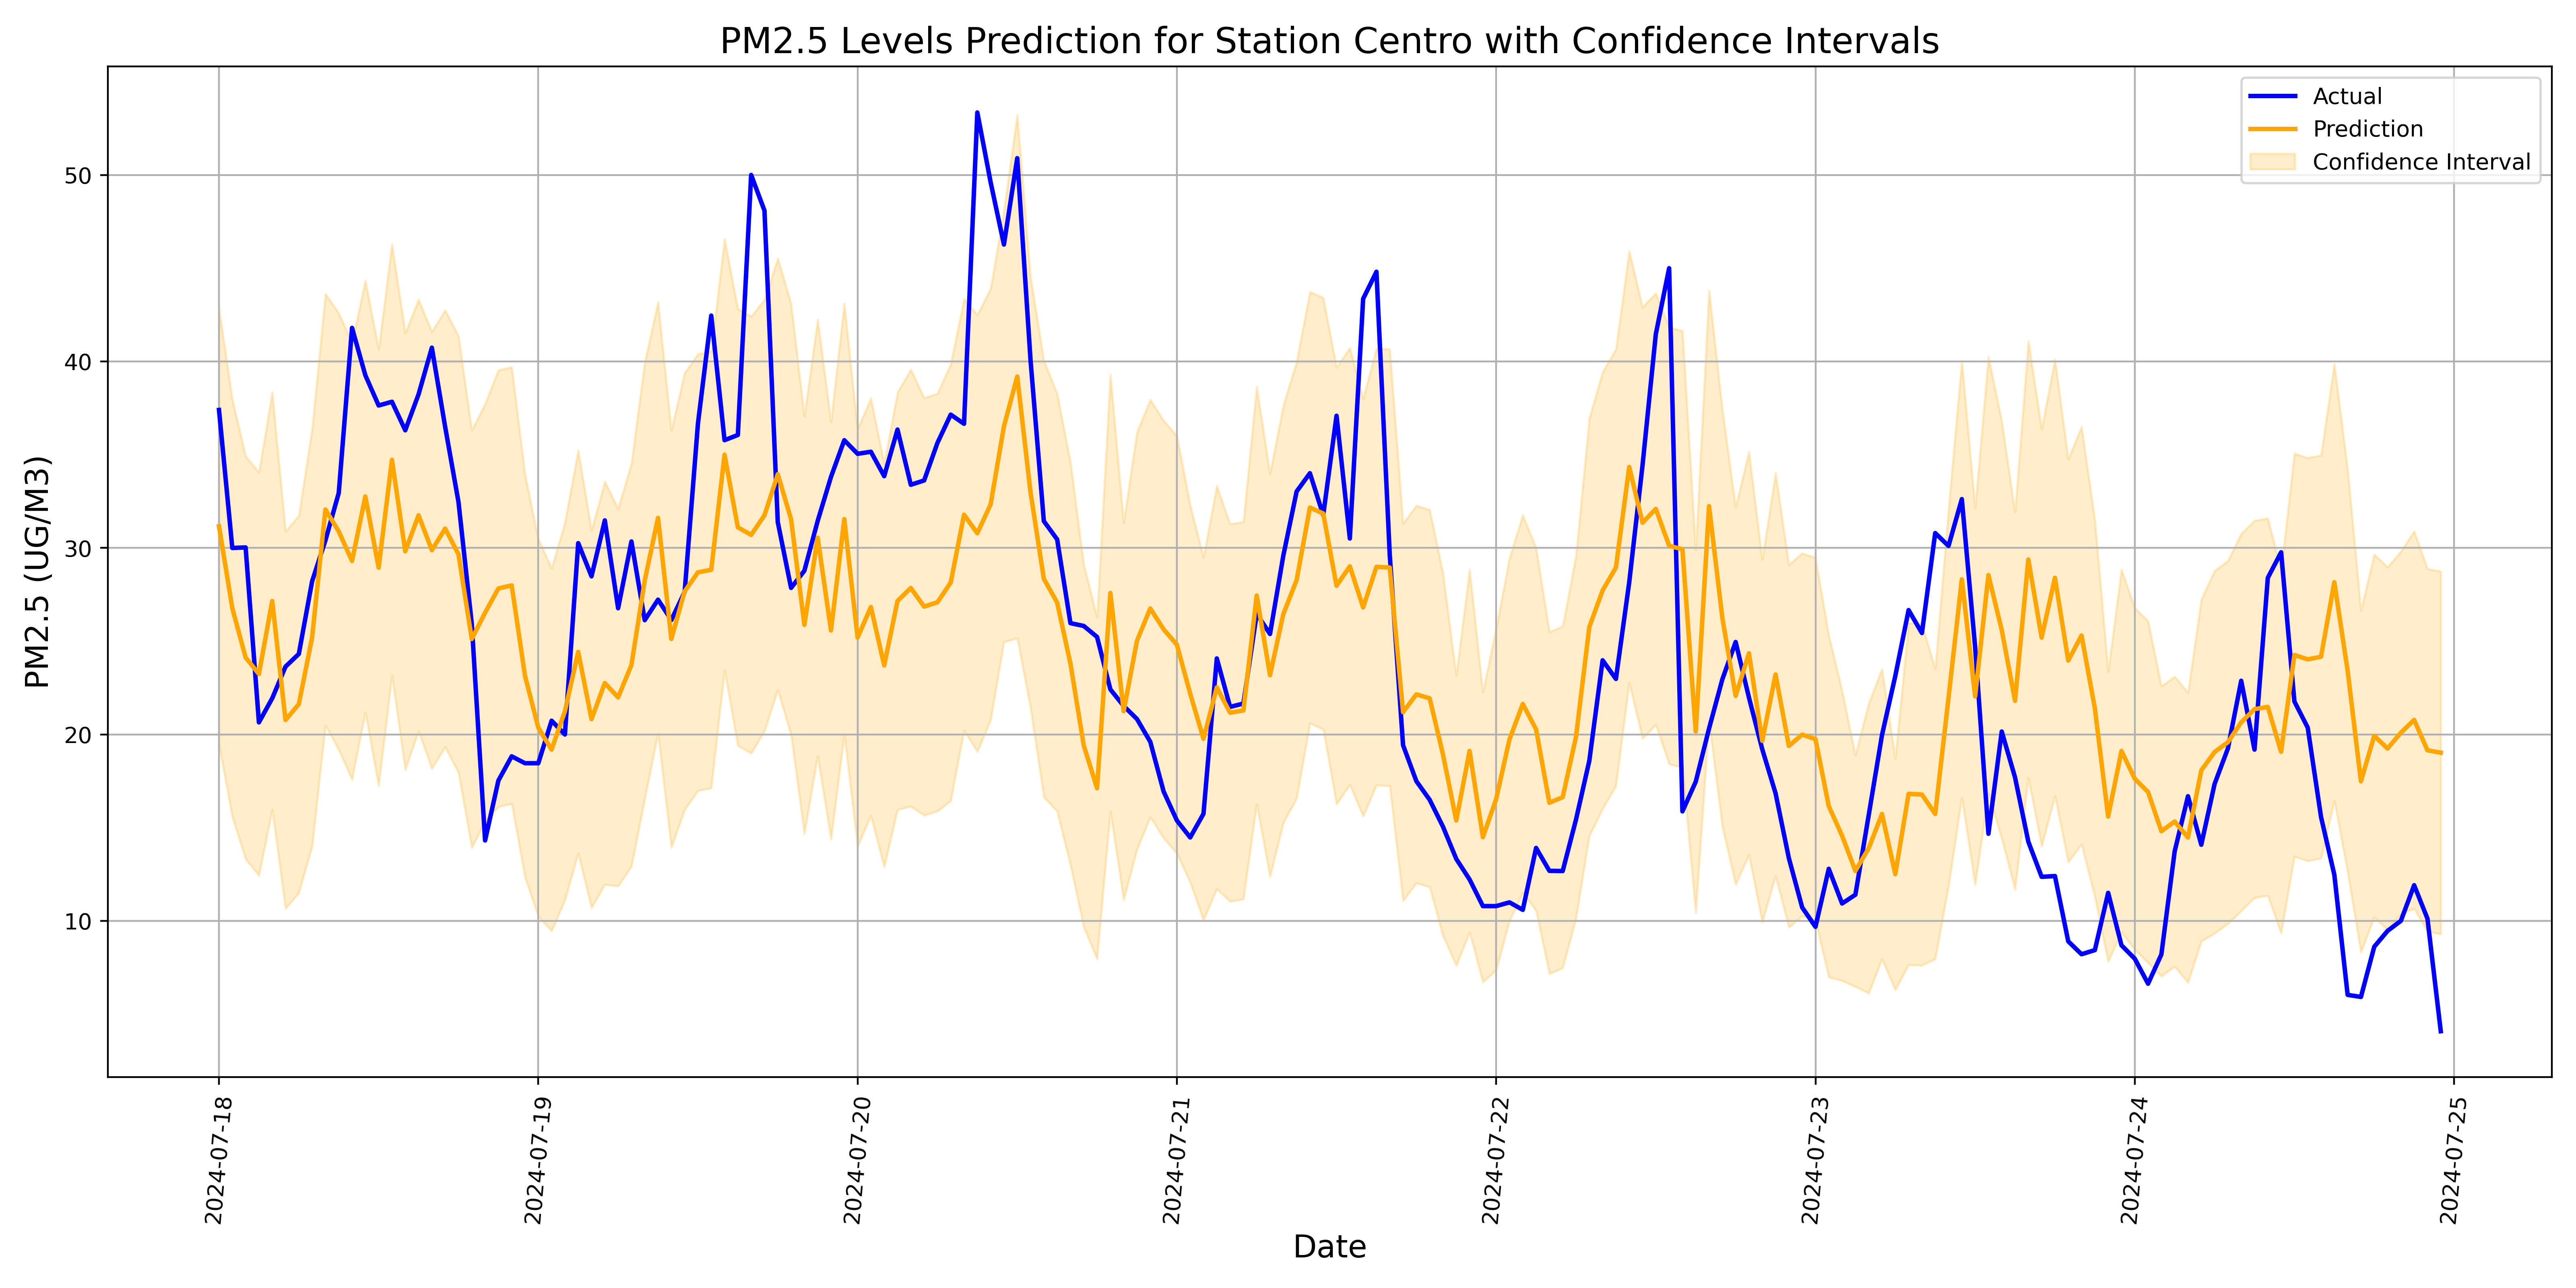 PM2.5 Levels Prediction for Station Centro with Confidence Intervals
Actual
Prediction
Confidence Interval
PM2.5 (UG/M3)
50
40
30
20
10
2024-07-18
2024-07-19
2024-07-20
2024-07-21
2024-07-22
2024-07-23
2024-07-24
2024-07-25
Date